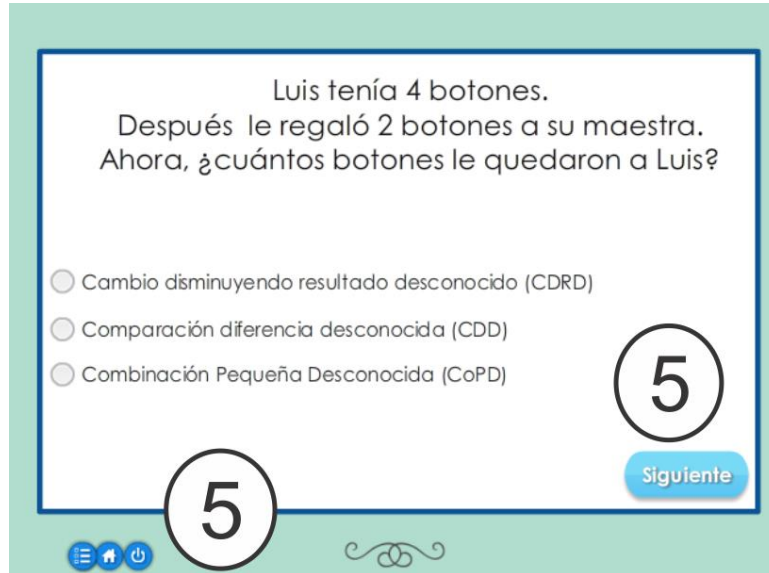 Luis tenía 4 botones.
Después le regaló 2 botones a su maestra.
Ahora, ¿cuántos botones le quedaron a Luis?
Cambio disminuyendo resultado desconocido (CDRD)
Comparación diferencia desconocida (CDD)
Combinación Pequeña Desconocida (CoPD)
5
Siguiente
5